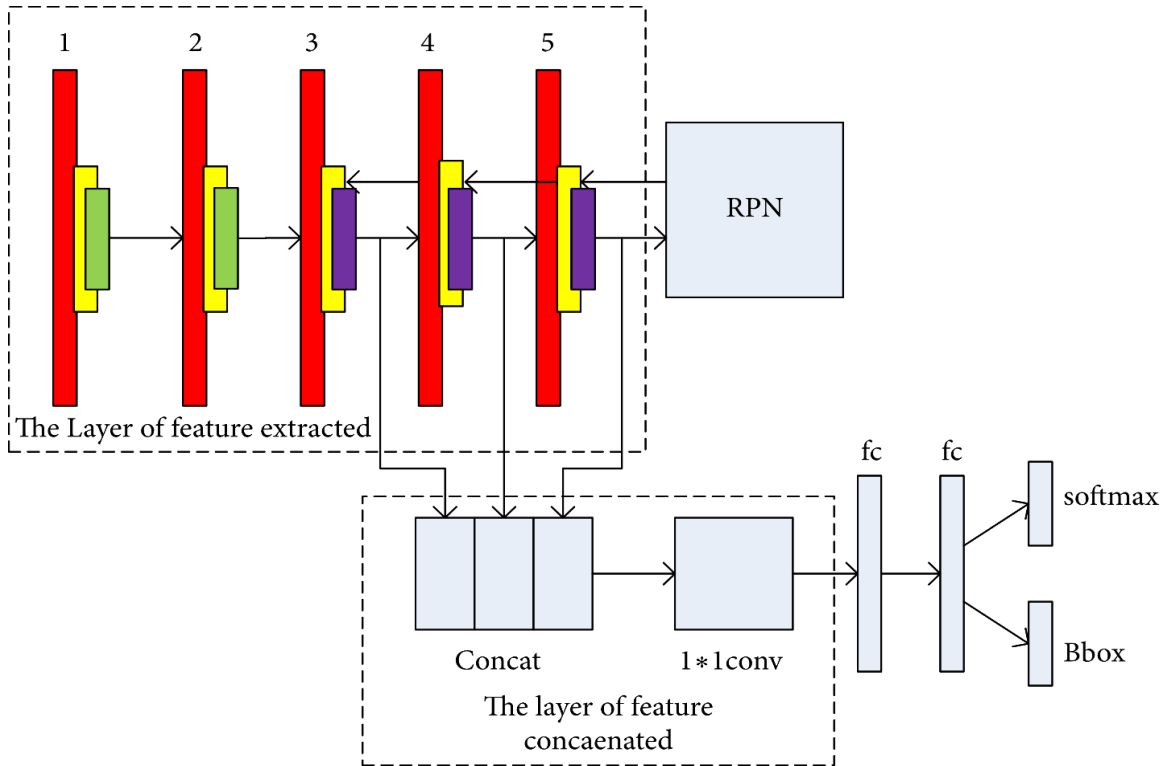 1 2 3 4 5
RPN
The Layer of feature extracted
fc fc
softmax
Bbox
Concat 1*1conv
The layer of feature
concaenated